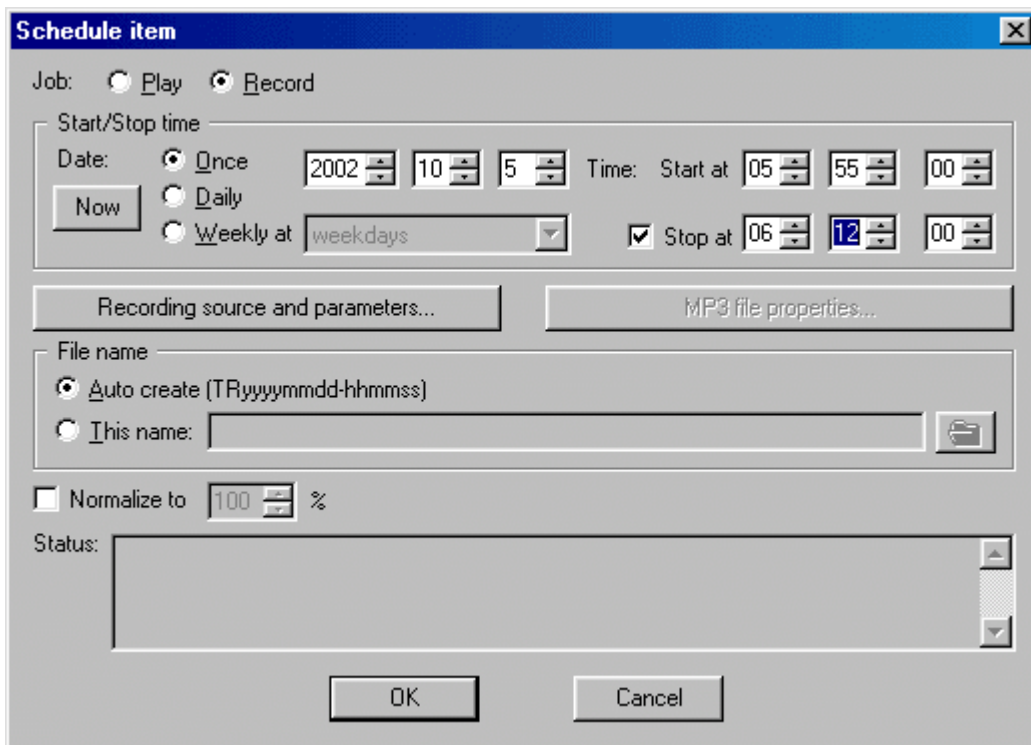 Schedule item
Job: Play Record
Start/Stop time
Date: Once 2002 10 5 Time: Start at 05 55 00
Now Daily
Weekly at weekdays Stop at 06 12 00
Recording source and parameters... MP3 file properties...
File name
Auto create (TRyyyymmdd-hhmmss)
This name:
Normalize to 100 %
Status:
OK Cancel